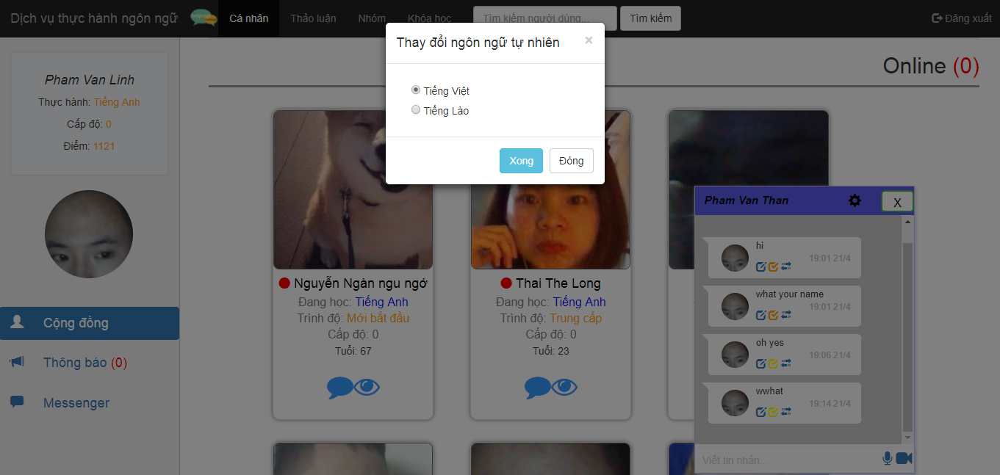 Dịch vụ thực hành ngôn ngữ
Cá nhân
Thảo luận
Nhóm
Khóa học
Tìm kiếm người dùng...
Tìm kiếm
Đăng xuất
Thay đổi ngôn ngữ tự nhiên
×
Tiếng Việt
Tiếng Lào
Xong
Đóng
Pham Van Linh
Thực hành: Tiếng Anh
Cấp độ: 0
Điểm: 1121
Cộng đồng
Thông báo (0)
Messenger
Online (0)
Nguyễn Ngàn ngu ngớ
Đang học: Tiếng Anh
Trình độ: Mới bắt đầu
Cấp độ: 0
Tuổi: 67
Thai The Long
Đang học: Tiếng Anh
Trình độ: Trung cấp
Cấp độ: 0
Tuổi: 23
Pham Van Than
X
hi
19:01 21/4
what your name
19:01 21/4
oh yes
19:06 21/4
wwhat
19:14 21/4
Viết tin nhắn...